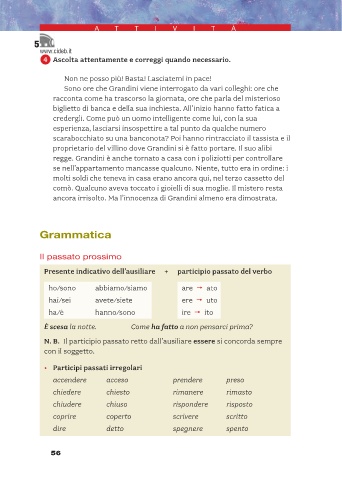 ATTIVITÀ
5
www.cideb.it
4 Ascolta attentamente e correggi quando necessario.
Non ne posso più! Basta! Lasciatemi in pace!
Sono ore che Grandini viene interrogato da vari colleghi: ore che
racconta come ha trascorso la giornata, ore che parla del misterioso
biglietto di banca e della sua inchiesta. All'inizio hanno fatto fatica a
credergli. Come può un uomo intelligente come lui, con la sua
esperienza, lasciarsi insospettire a tal punto da qualche numero
scarabocchiato su una banconota? Poi hanno rintracciato il tassista e il
proprietario del villino dove Grandini si è fatto portare. Il suo alibi
regge. Grandini è anche tornato a casa con i poliziotti per controllare
se nell'appartamento mancasse qualcuno. Niente, tutto era in ordine: i
molti soldi che teneva in casa erano ancora qui, nel terzo cassetto del
comò. Qualcuno aveva toccato i gioielli di sua moglie. Il mistero resta
ancora irrisolto. Ma l'innocenza di Grandini almeno era dimostrata.
Grammatica
Il passato prossimo
Presente indicativo dell'ausiliare + participio passato del verbo
ho/sono abbiamo/siamo are → ato
hai/sei avete/siete ere → uto
ha/è hanno/sono ire → ito
È scesa la notte. Come ha fatto a non pensarci prima?
N. B. Il participio passato retto dall'ausiliare essere si concorda sempre
con il soggetto.
• Participi passati irregolari
accendere acceso prendere preso
chiedere chiesto rimanere rimasto
chiudere chiuso rispondere risposto
coprire coperto scrivere scritto
dire detto spegnere spento
56